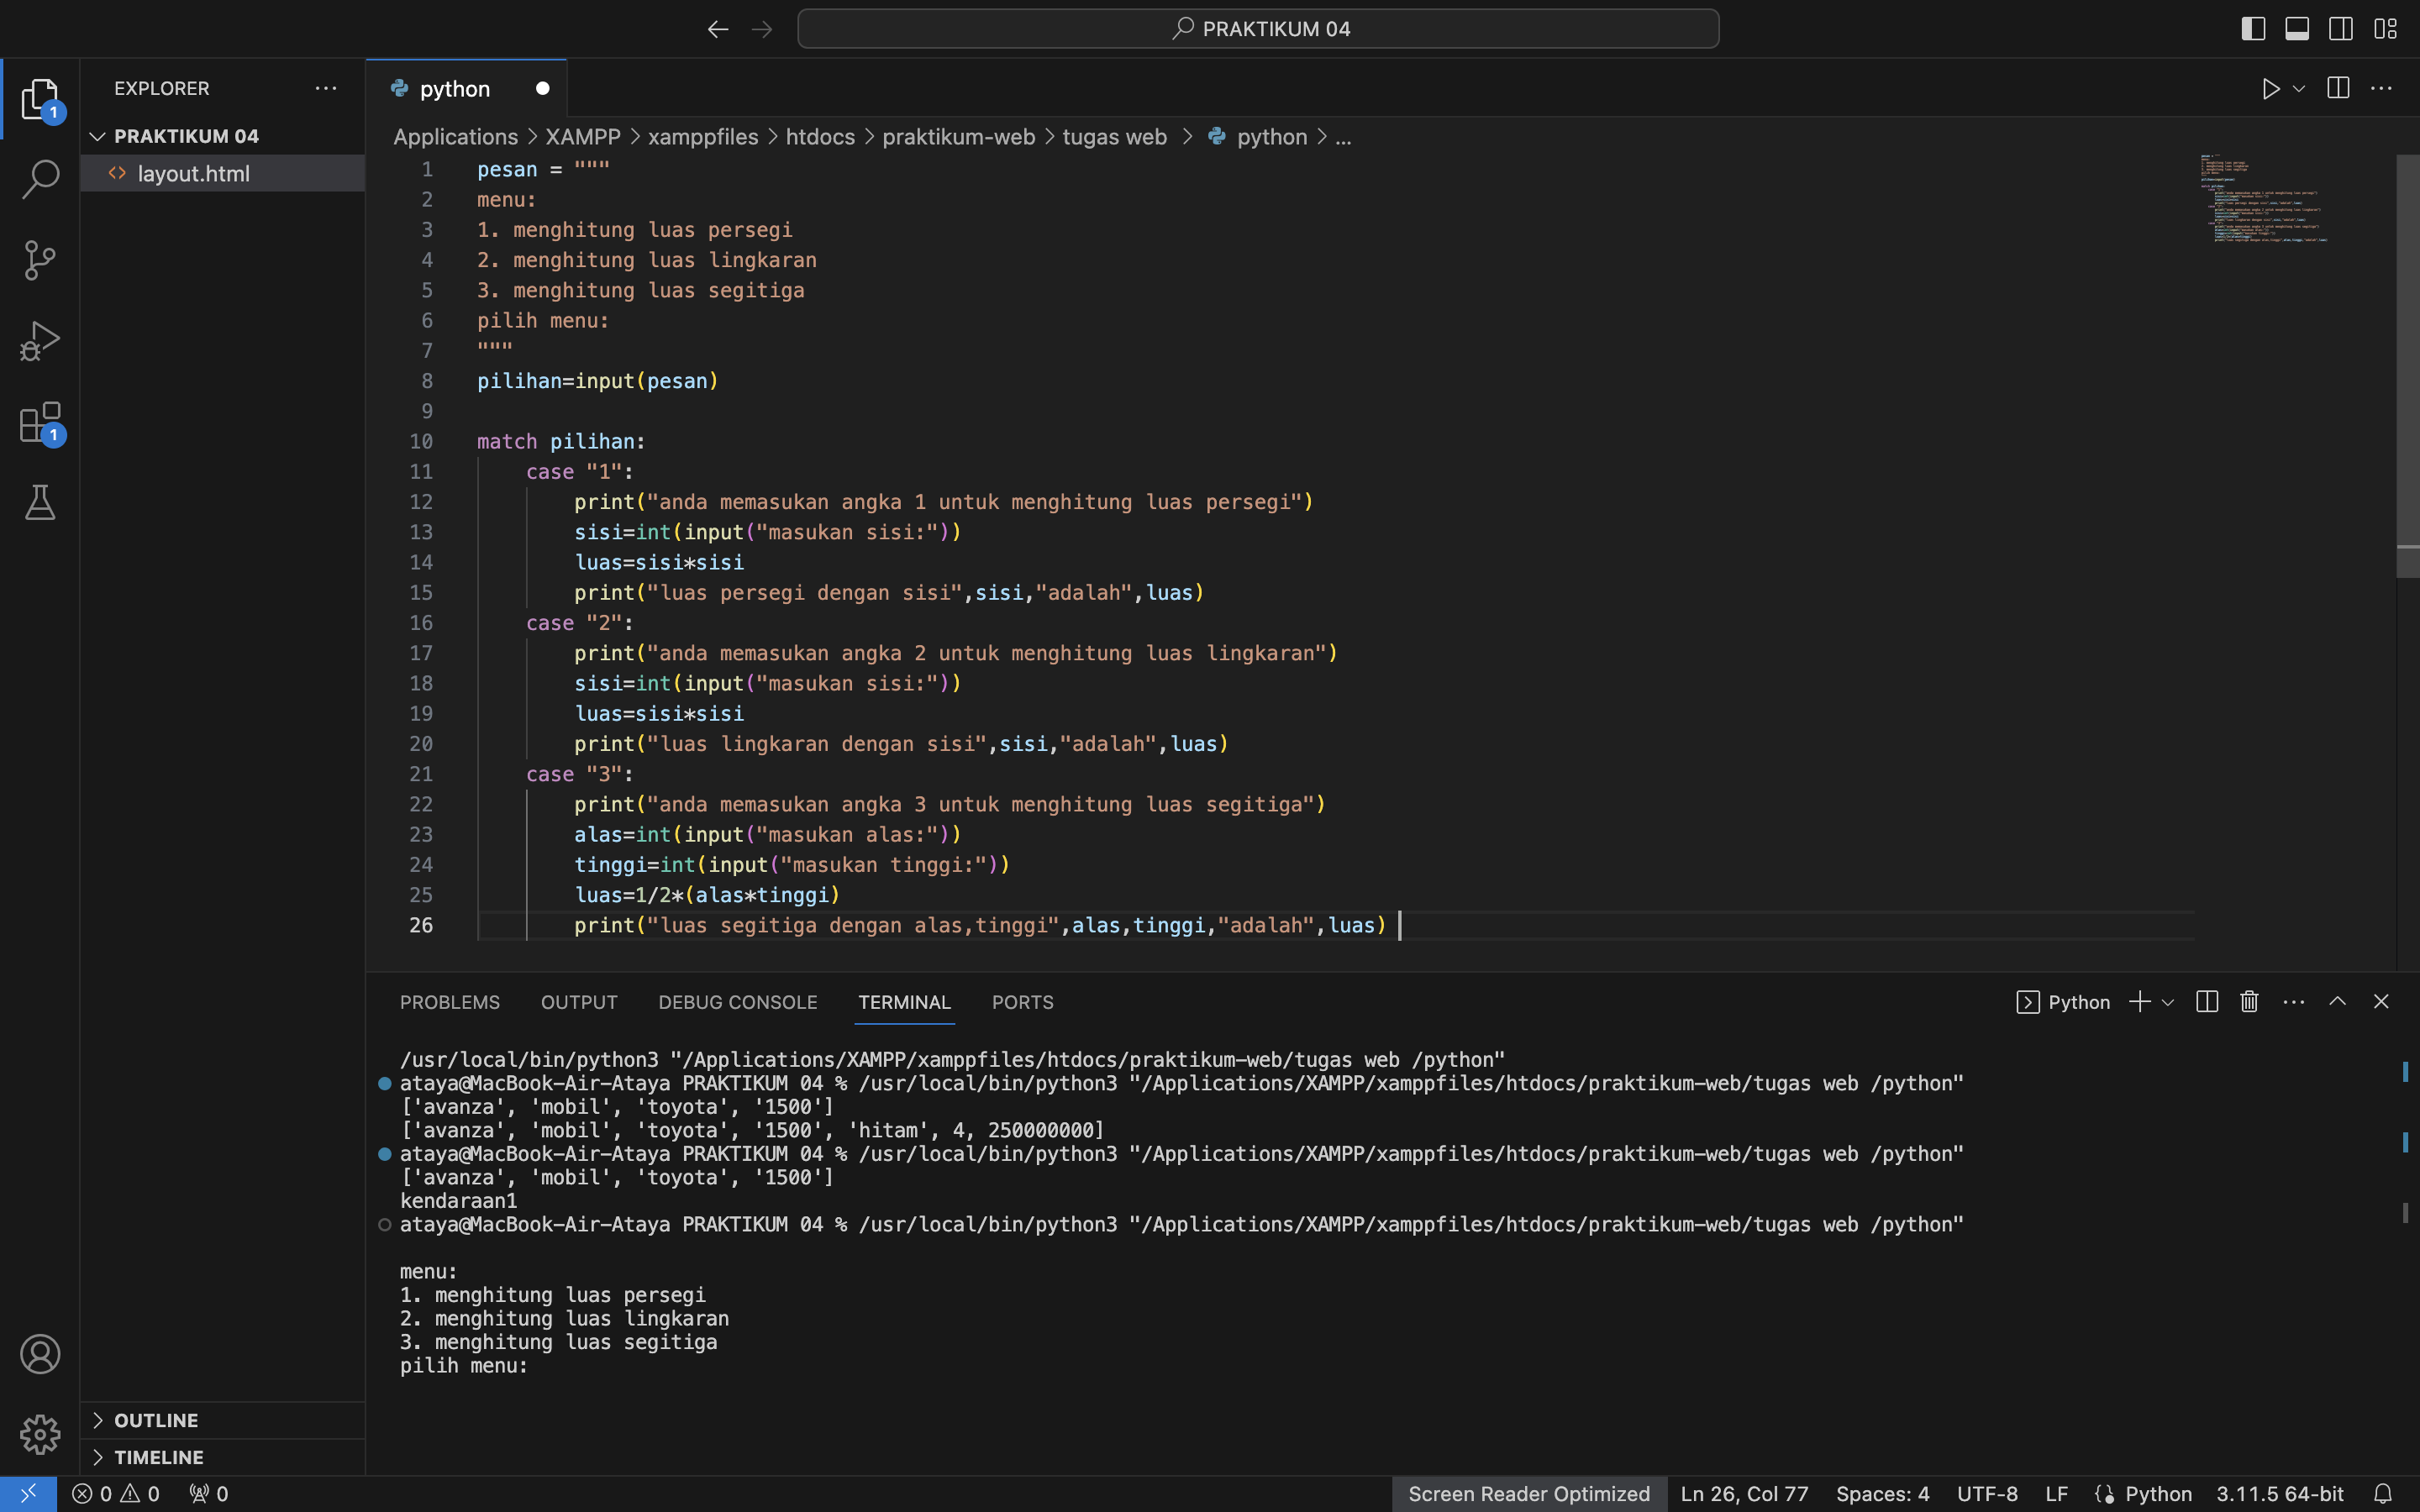 PRAKTIKUM 04
EXPLORER
python
1
PRAKTIKUM 04
layout.html
Applications > XAMPP > xamppfiles > htdocs > praktikum-web > tugas web > python > ...
1 pesan = """
2 menu:
3 1. menghitung luas persegi
4 2. menghitung luas lingkaran
5 3. menghitung luas segitiga
6 pilih menu:
7 """
8 pilihan=input(pesan)
9
10 match pilihan:
11 case "1":
12 print("anda memasukan angka 1 untuk menghitung luas persegi")
13 sisi=int(input("masukan sisi:"))
14 luas=sisi*sisi
15 print("luas persegi dengan sisi",sisi,"adalah",luas)
16 case "2":
17 print("anda memasukan angka 2 untuk menghitung luas lingkaran")
18 sisi=int(input("masukan sisi:"))
19 luas=sisi*sisi
20 print("luas lingkaran dengan sisi",sisi,"adalah",luas)
21 case "3":
22 print("anda memasukan angka 3 untuk menghitung luas segitiga")
23 alas=int(input("masukan alas:"))
24 tinggi=int(input("masukan tinggi:"))
25 luas=1/2*(alas*tinggi)
26 print("luas segitiga dengan alas,tinggi",alas,tinggi,"adalah",luas)
1
PROBLEMS OUTPUT DEBUG CONSOLE TERMINAL PORTS
Python
/usr/local/bin/python3 "/Applications/XAMPP/xamppfiles/htdocs/praktikum-web/tugas web /python"
ataya@MacBook-Air-Ataya PRAKTIKUM 04 % /usr/local/bin/python3 "/Applications/XAMPP/xamppfiles/htdocs/praktikum-web/tugas web /python"
['avanza', 'mobil', 'toyota', '1500']
['avanza', 'mobil', 'toyota', '1500', 'hitam', 4, 250000000]
ataya@MacBook-Air-Ataya PRAKTIKUM 04 % /usr/local/bin/python3 "/Applications/XAMPP/xamppfiles/htdocs/praktikum-web/tugas web /python"
['avanza', 'mobil', 'toyota', '1500']
kendaraan1
ataya@MacBook-Air-Ataya PRAKTIKUM 04 % /usr/local/bin/python3 "/Applications/XAMPP/xamppfiles/htdocs/praktikum-web/tugas web /python"
menu:
1. menghitung luas persegi
2. menghitung luas lingkaran
3. menghitung luas segitiga
pilih menu:
OUTLINE
TIMELINE
0 0 0
Screen Reader Optimized Ln 26, Col 77 Spaces: 4 UTF-8 LF Python 3.11.5 64-bit